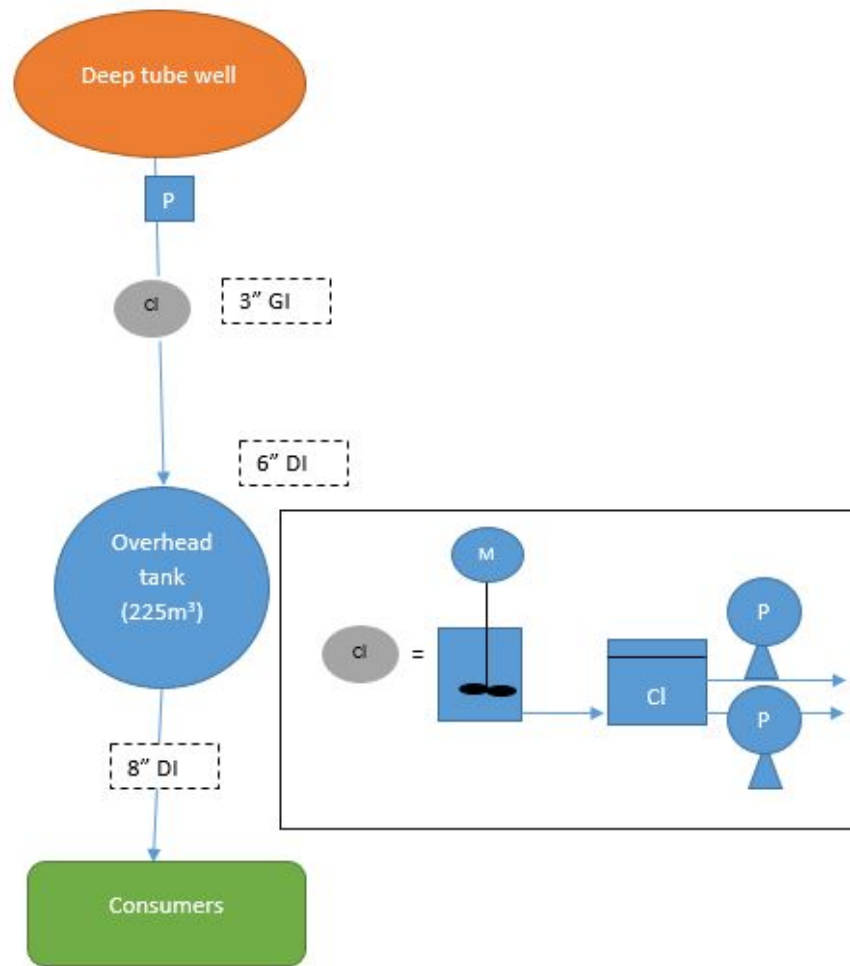 Deep tube well
P
cl
3" GI
6" DI
Overhead
tank
(225m³)
M
P
cl
=
Cl
P
8" DI
Consumers